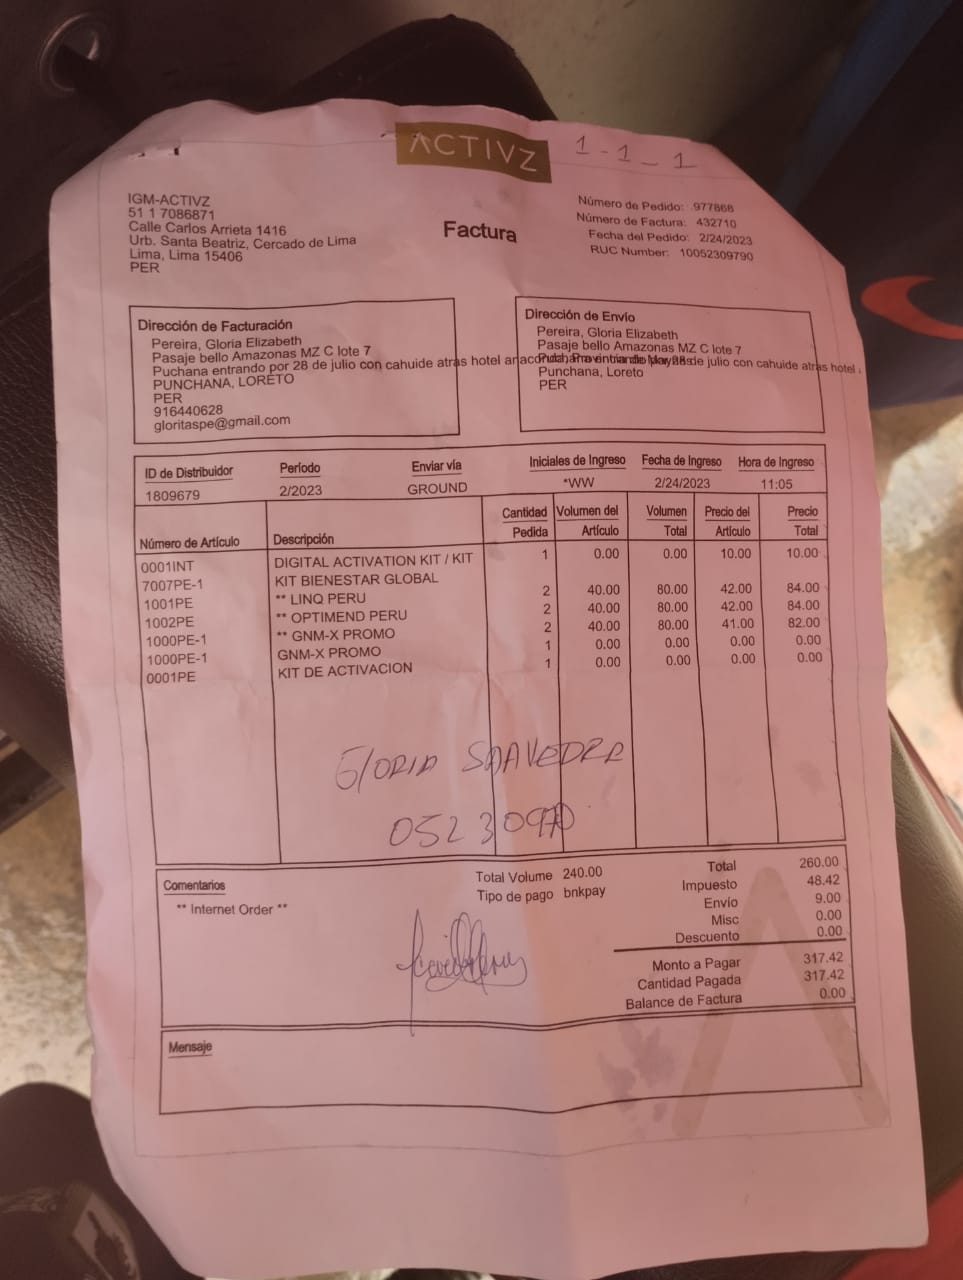 ACTIVZ
1 - 1 - 1
IGM-ACTIVZ
51 1 7086871
Calle Carlos Arrieta 1416
Urb. Santa Beatriz, Cercado de Lima
Lima, Lima 15406
PER
Factura
Número de Pedido: 977868
Número de Factura: 432710
Fecha del Pedido: 2/24/2023
RUC Number: 10052309790
Dirección de Facturación
Pereira, Gloria Elizabeth
Pasaje bello Amazonas MZ C lote 7
Puchana entrando por 28 de julio con cahuide atras hotel anaconda
PUNCHANA, LORETO
PER
916440628
gloritaspe@gmail.com
Dirección de Envío
Pereira, Gloria Elizabeth
Pasaje bello Amazonas MZ C lote 7
28 de julio con cahuide atras hotel
Punchana, Loreto
PER
ID de Distribuidor Período Enviar vía Iniciales de Ingreso Fecha de Ingreso Hora de Ingreso
1809679 2/2023 GROUND *WW 2/24/2023 11:05
Número de Artículo Descripción Cantidad Pedida Volumen del Artículo Volumen Total Precio del Artículo Precio Total
0001INT DIGITAL ACTIVATION KIT / KIT 1 0.00 0.00 10.00 10.00
7007PE-1 KIT BIENESTAR GLOBAL
1001PE ** LINQ PERU 2 40.00 80.00 42.00 84.00
1002PE ** OPTIMEND PERU 2 40.00 80.00 42.00 84.00
1000PE-1 ** GNM-X PROMO 2 40.00 80.00 41.00 82.00
1000PE-1 GNM-X PROMO 1 0.00 0.00 0.00 0.00
0001PE KIT DE ACTIVACION 1 0.00 0.00 0.00 0.00
GLORIA SAAVEDRA
Comentarios
** Internet Order **
Total Volume 240.00
Tipo de pago bnkpay
Total 260.00
Impuesto 48.42
Envío 9.00
Misc 0.00
Descuento 0.00
Monto a Pagar 317.42
Cantidad Pagada 317.42
Balance de Factura 0.00
Mensaje